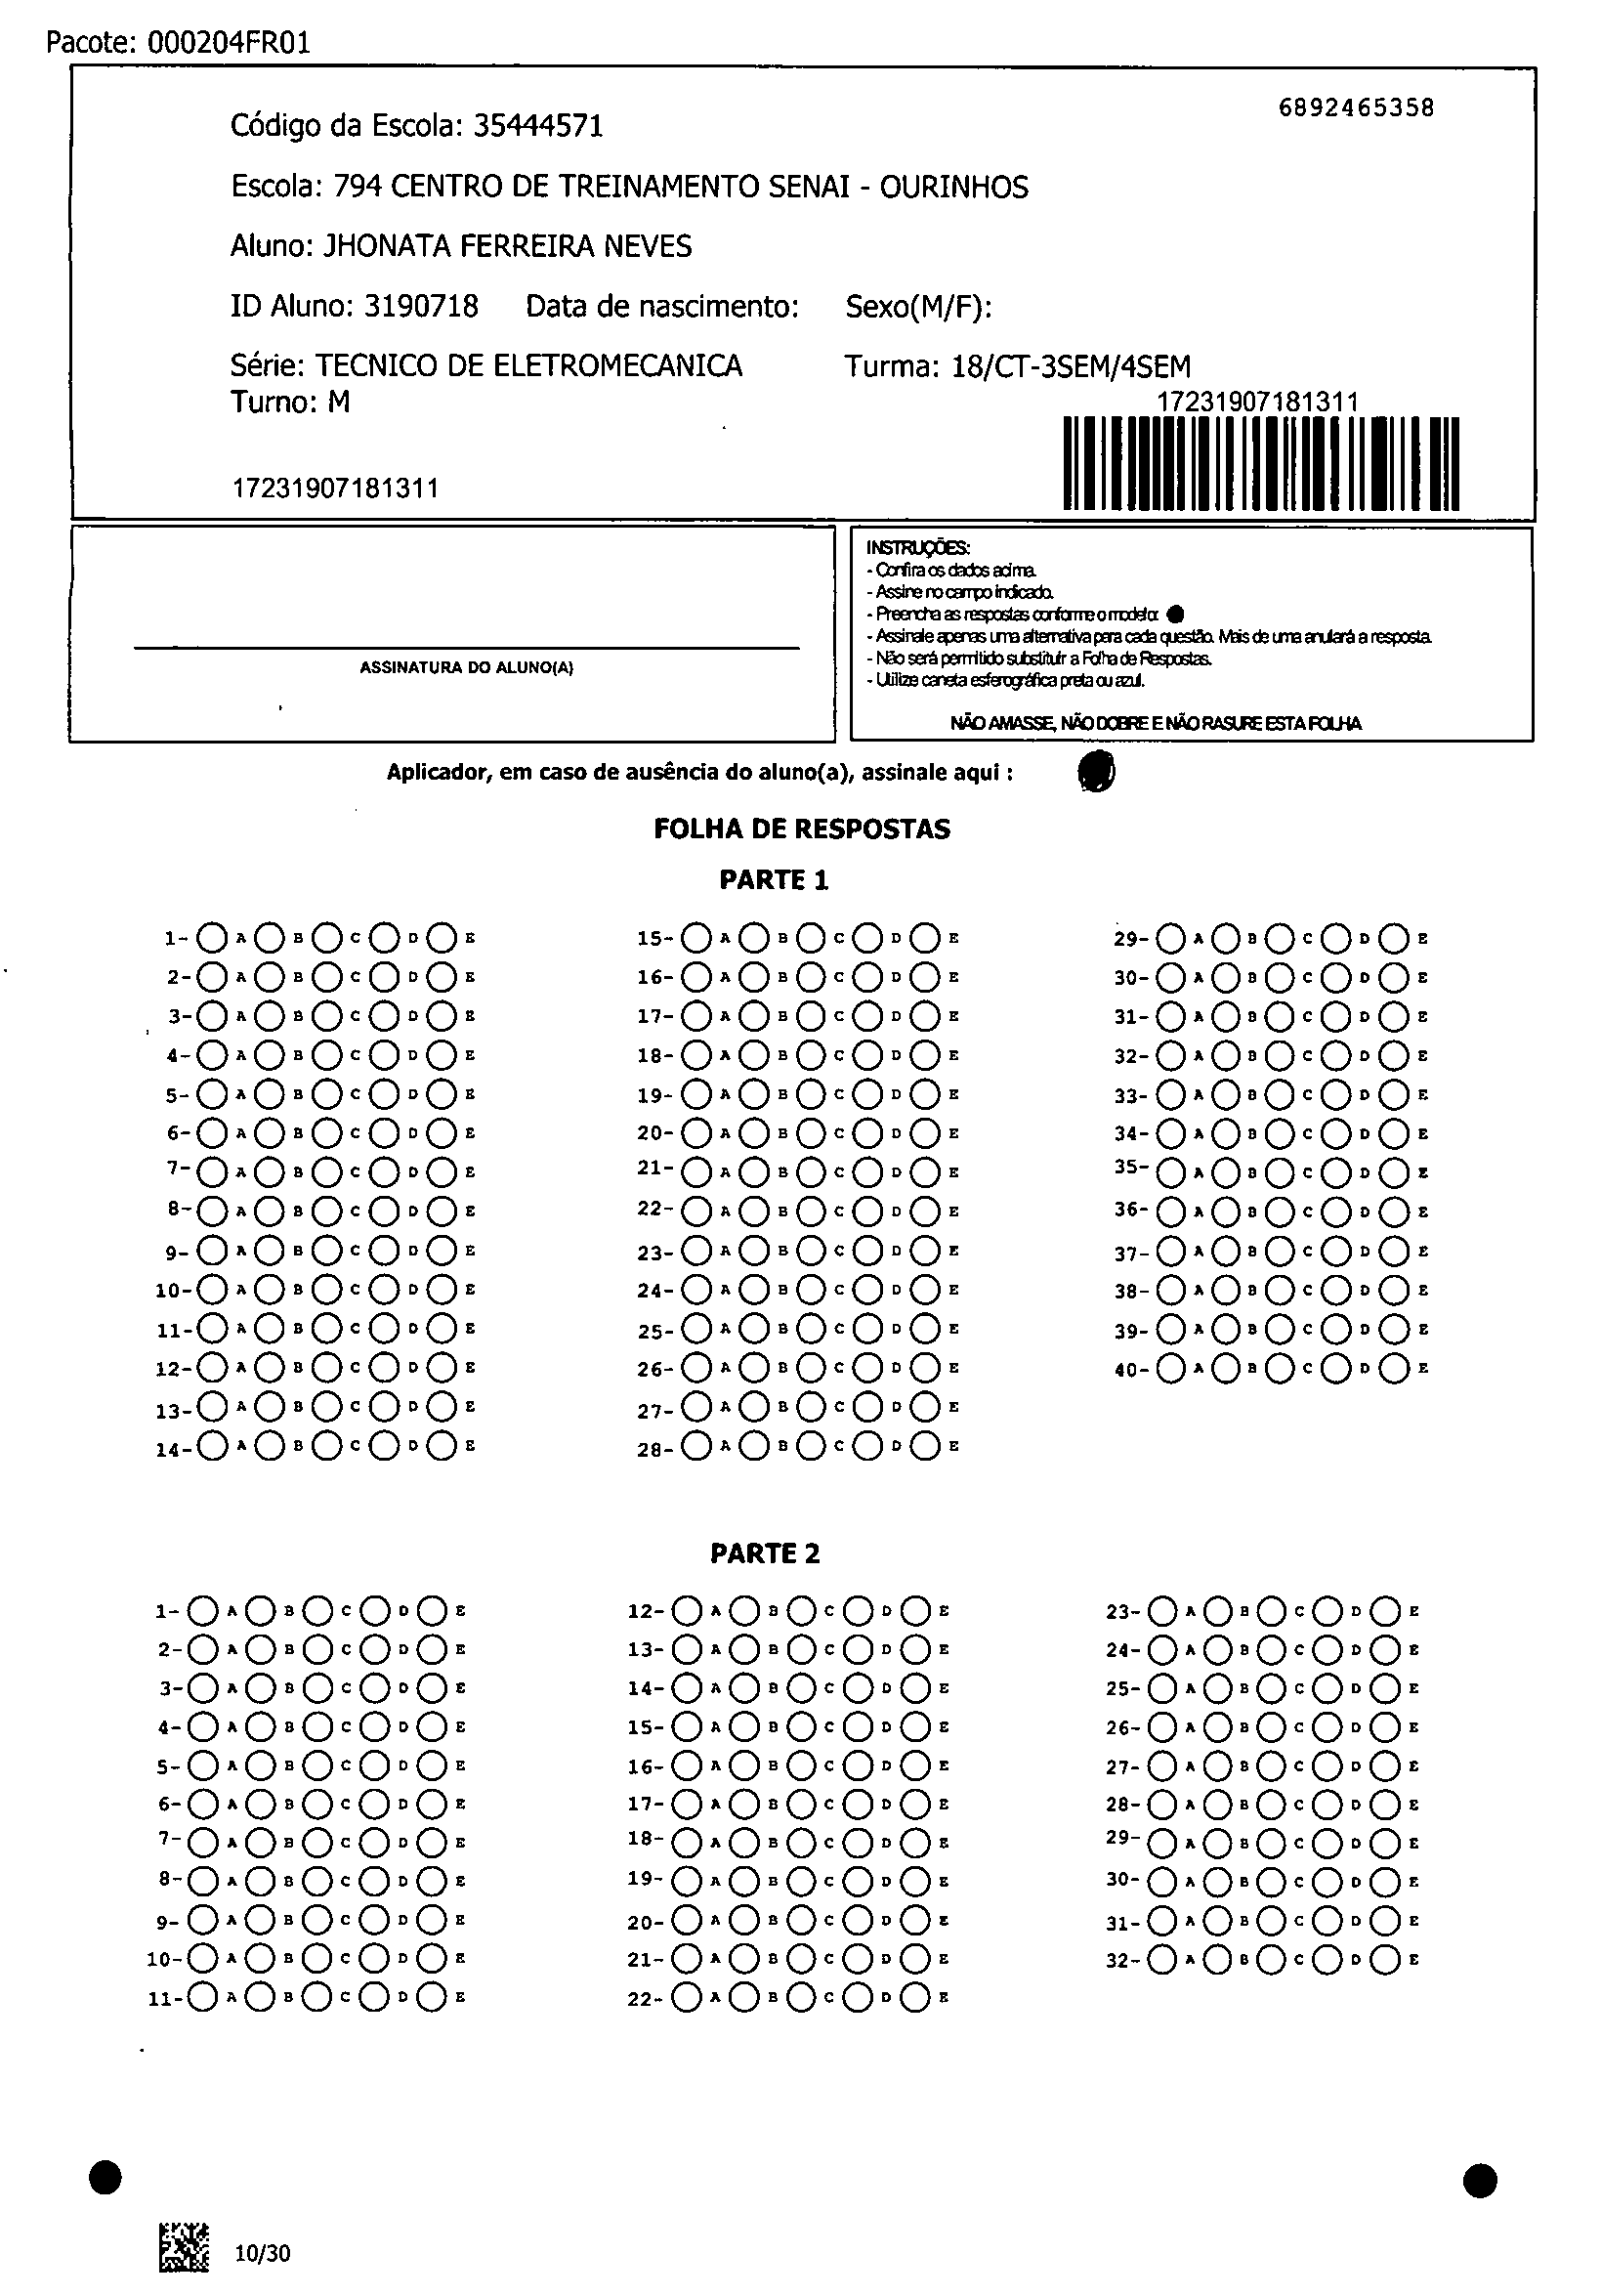 Pacote: 000204FR01
6892465358
Código da Escola: 35444571
Escola: 794 CENTRO DE TREINAMENTO SENAI - OURINHOS
Aluno: JHONATA FERREIRA NEVES
ID Aluno: 3190718 Data de nascimento: Sexo(M/F):
Série: TECNICO DE ELETROMECANICA Turma: 18/CT-3SEM/4SEM
Turno: M 17231907181311
17231907181311
ASSINATURA DO ALUNO(A)
INSTRUÇÕES:
- Confira os dados acima.
- Assine no campo indicado.
- Preencha as respostas conforme o modelo:
- Assinale apenas uma alternativa para cada questão. Mais de uma anulará a resposta.
- Não será permitido substituir a Folha de Respostas.
- Utilize caneta esferográfica preta ou azul.
NÃO AMASSE, NÃO DOBRE E NÃO RASURE ESTA FOLHA
Aplicador, em caso de ausência do aluno(a), assinale aqui :
FOLHA DE RESPOSTAS
PARTE 1
1- A B C D E 15- A B C D E 29- A B C D E
2- A B C D E 16- A B C D E 30- A B C D E
3- A B C D E 17- A B C D E 31- A B C D E
4- A B C D E 18- A B C D E 32- A B C D E
5- A B C D E 19- A B C D E 33- A B C D E
6- A B C D E 20- A B C D E 34- A B C D E
7- A B C D E 21- A B C D E 35- A B C D E
8- A B C D E 22- A B C D E 36- A B C D E
9- A B C D E 23- A B C D E 37- A B C D E
10- A B C D E 24- A B C D E 38- A B C D E
11- A B C D E 25- A B C D E 39- A B C D E
12- A B C D E 26- A B C D E 40- A B C D E
13- A B C D E 27- A B C D E
14- A B C D E 28- A B C D E
PARTE 2
1- A B C D E 12- A B C D E 23- A B C D E
2- A B C D E 13- A B C D E 24- A B C D E
3- A B C D E 14- A B C D E 25- A B C D E
4- A B C D E 15- A B C D E 26- A B C D E
5- A B C D E 16- A B C D E 27- A B C D E
6- A B C D E 17- A B C D E 28- A B C D E
7- A B C D E 18- A B C D E 29- A B C D E
8- A B C D E 19- A B C D E 30- A B C D E
9- A B C D E 20- A B C D E 31- A B C D E
10- A B C D E 21- A B C D E 32- A B C D E
11- A B C D E 22- A B C D E
10/30